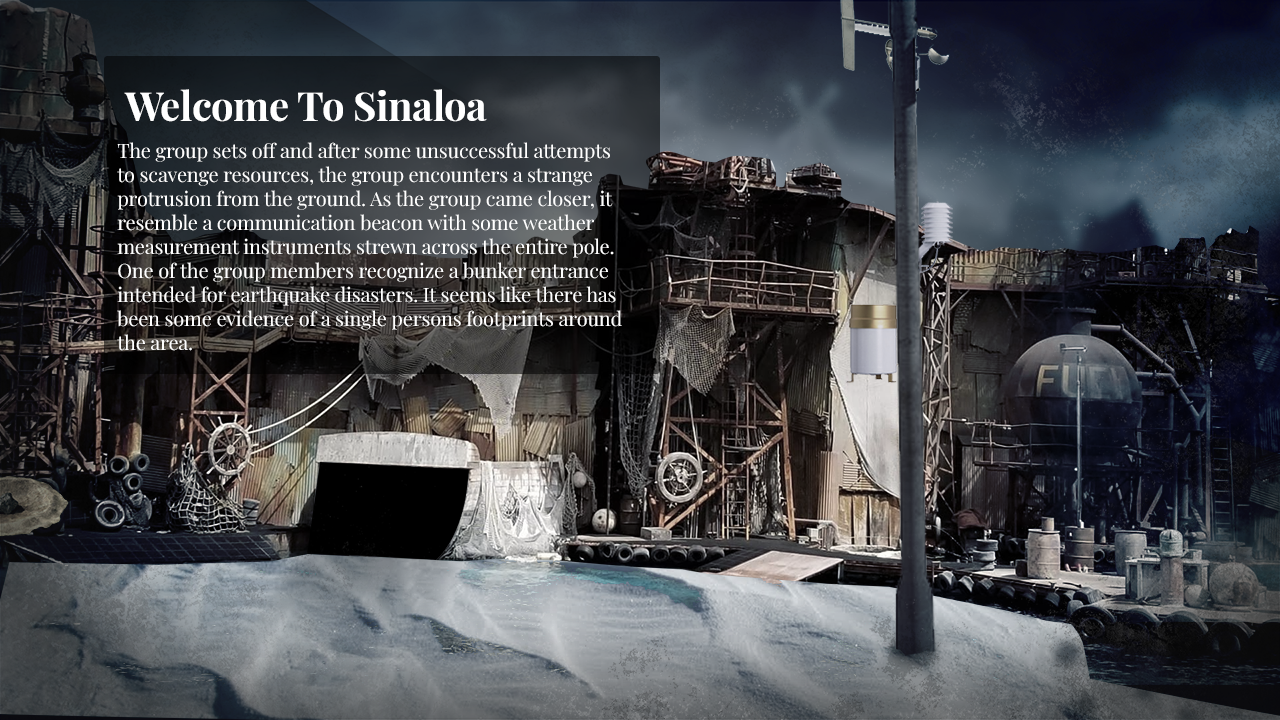 Welcome To Sinaloa
The group sets off and after some unsuccessful attempts
to scavenge resources, the group encounters a strange
protrusion from the ground. As the group came closer, it
resemble a communication beacon with some weather
measurement instruments strewn across the entire pole.
One of the group members recognize a bunker entrance
intended for earthquake disasters. It seems like there has
been some evidence of a single persons footprints around
the area.